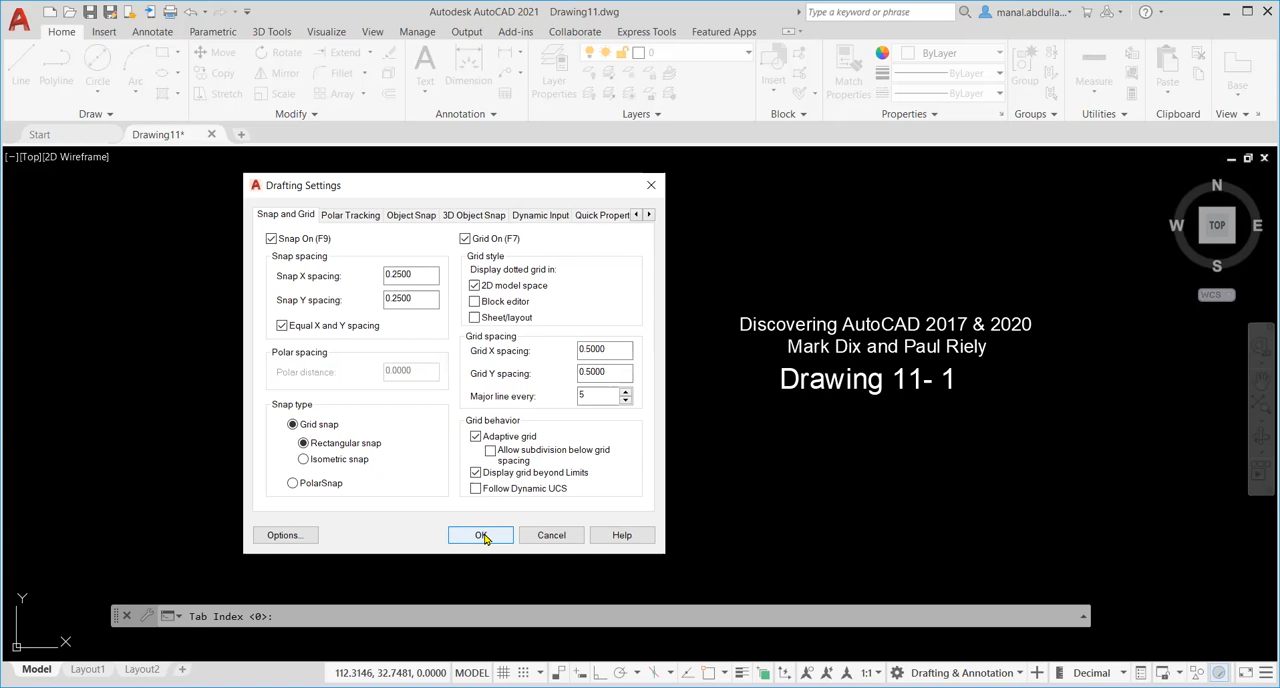 Autodesk AutoCAD 2021 Drawing11.dwg
Type a keyword or phrase
manal.abdulla...
Home Insert Annotate Parametric 3D Tools Visualize View Manage Output Add-ins Collaborate Express Tools Featured Apps
Line Polyline Circle Arc
Move Rotate Extend
Copy Mirror Fillet
Stretch Scale Array
Text Dimension
Layer Properties
0
Insert
Match Properties
ByLayer
ByLayer
ByLayer
Group
Measure
Paste
Base
Draw Modify Annotation Layers Block Properties Groups Utilities Clipboard View
Start Drawing11*
[−][Top][2D Wireframe]
Drafting Settings
Snap and Grid Polar Tracking Object Snap 3D Object Snap Dynamic Input Quick Propert
Snap On (F9)
Snap spacing
Snap X spacing: 0.2500
Snap Y spacing: 0.2500
Equal X and Y spacing
Polar spacing
Polar distance: 0.0000
Snap type
Grid snap
Rectangular snap
Isometric snap
PolarSnap
Grid On (F7)
Grid style
Display dotted grid in:
2D model space
Block editor
Sheet/layout
Grid spacing
Grid X spacing: 0.5000
Grid Y spacing: 0.5000
Major line every: 5
Grid behavior
Adaptive grid
Allow subdivision below grid
spacing
Display grid beyond Limits
Follow Dynamic UCS
Options... OK Cancel Help
N
W TOP E
S
WCS
Discovering AutoCAD 2017 & 2020
Mark Dix and Paul Riely
Drawing 11- 1
Y
X
Tab Index <0>:
Model Layout1 Layout2
112.3146, 32.7481, 0.0000 MODEL 1:1 Drafting & Annotation Decimal